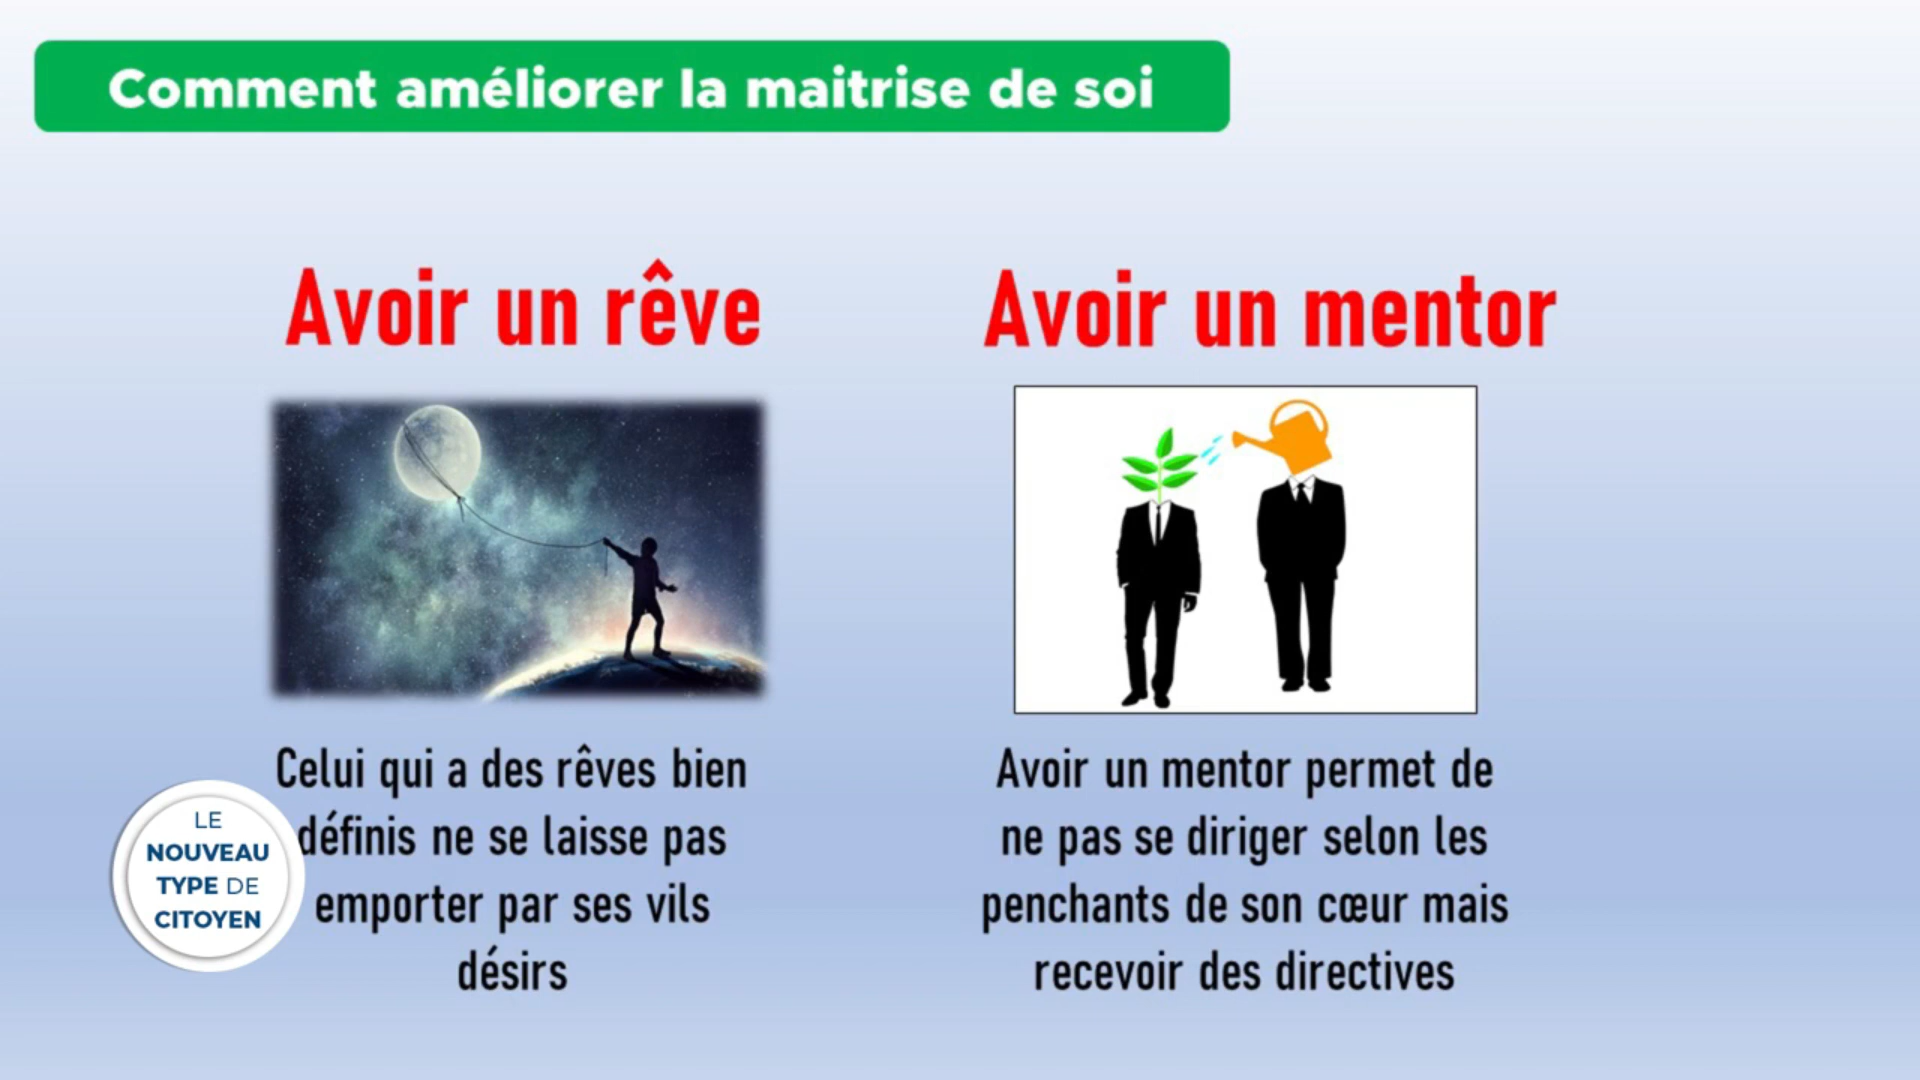 Comment améliorer la maitrise de soi
Avoir un rêve
Celui qui a des rêves bien
définis ne se laisse pas
emporter par ses vils
désirs
Avoir un mentor
Avoir un mentor permet de
ne pas se diriger selon les
penchants de son cœur mais
recevoir des directives
LE
NOUVEAU
TYPE DE
CITOYEN